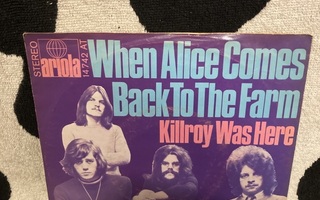 STEREO
ariola
14 742 AT
When Alice Comes
Back To The Farm
Killroy Was Here